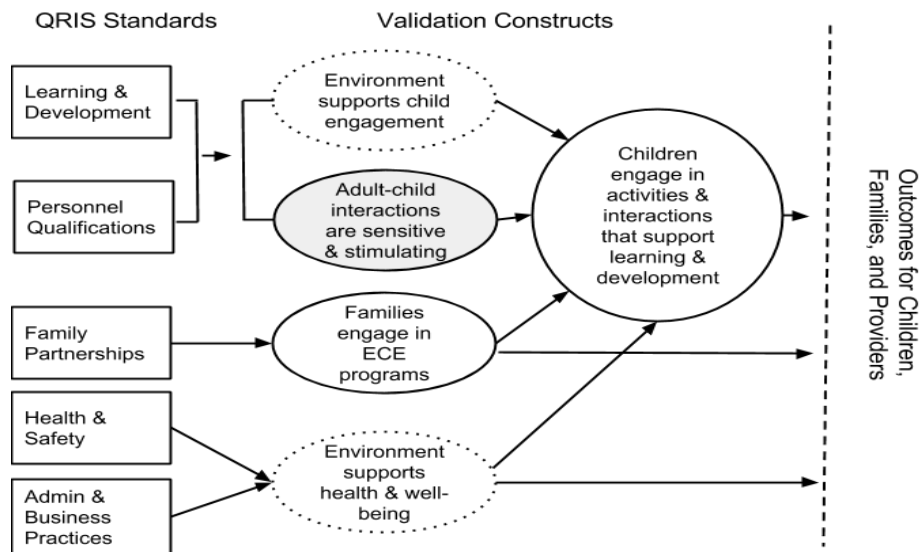 QRIS Standards
Validation Constructs
Learning &
Development
Personnel
Qualifications
Family
Partnerships
Health &
Safety
Admin &
Business
Practices
Environment
supports child
engagement
Adult-child
interactions
are sensitive
& stimulating
Families
engage in
ECE
programs
Environment
supports
health & well-
being
Children
engage in
activities &
interactions
that support
learning &
development
Outcomes for Children,
Families, and Providers